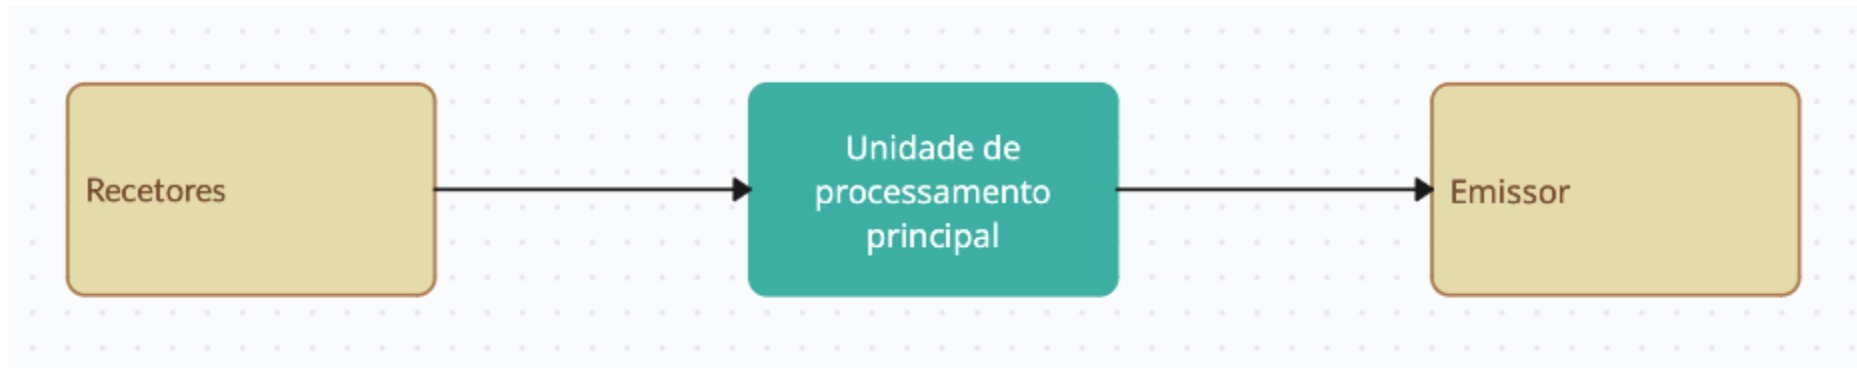 Recetores
Unidade de
processamento
principal
Emissor